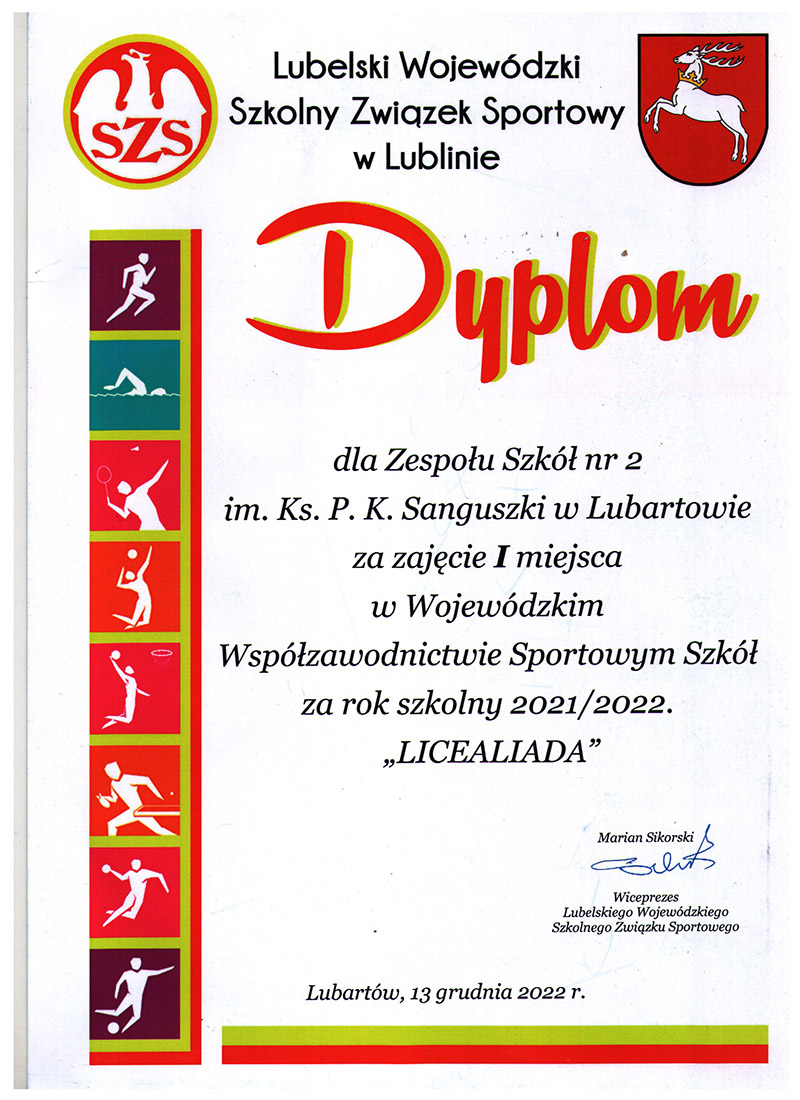 SZS
Lubelski Wojewódzki
Szkolny Związek Sportowy
w Lublinie
Dyplom
dla Zespołu Szkół nr 2
im. Ks. P. K. Sanguszki w Lubartowie
za zajęcie I miejsca
w Wojewódzkim
Współzawodnictwie Sportowym Szkół
za rok szkolny 2021/2022.
„LICEALIADA”
Marian Sikorski
Wiceprezes
Lubelskiego Wojewódzkiego
Szkolnego Związku Sportowego
Lubartów, 13 grudnia 2022 r.